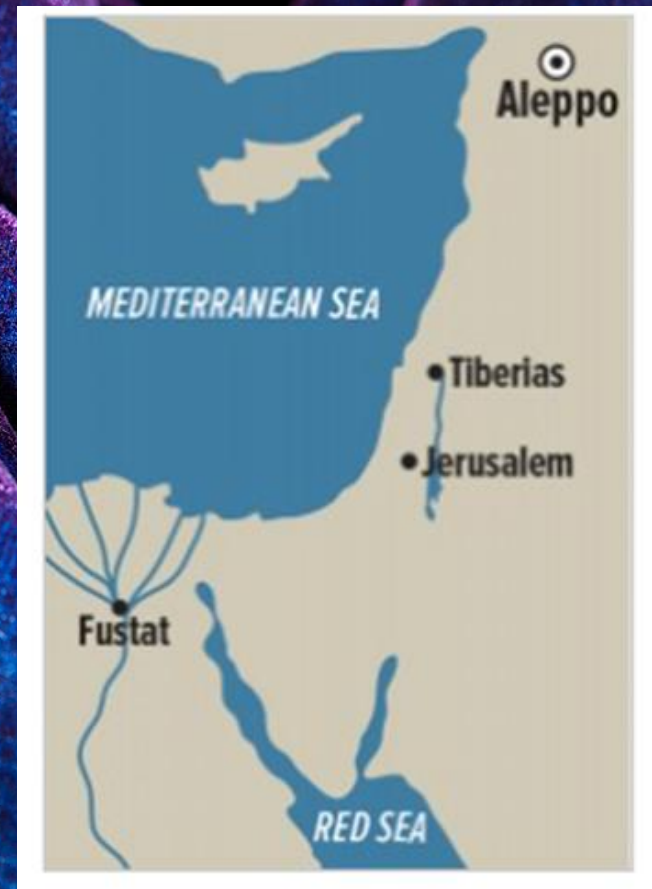 Aleppo
MEDITERRANEAN SEA
Tiberias
Jerusalem
Fustat
RED SEA